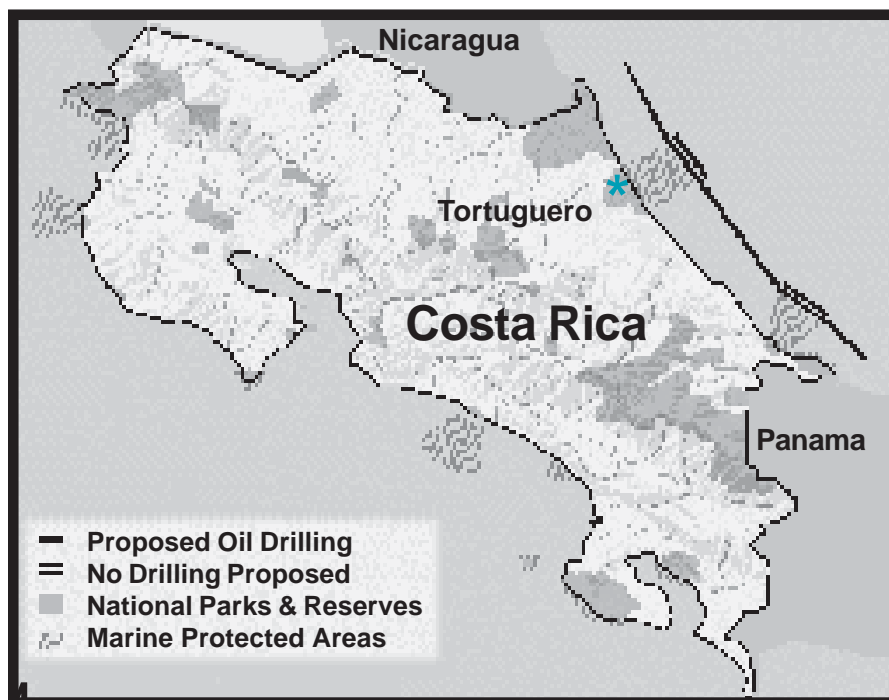 Nicaragua
*
Tortuguero
Costa Rica
Panama
Proposed Oil Drilling
No Drilling Proposed
National Parks & Reserves
Marine Protected Areas